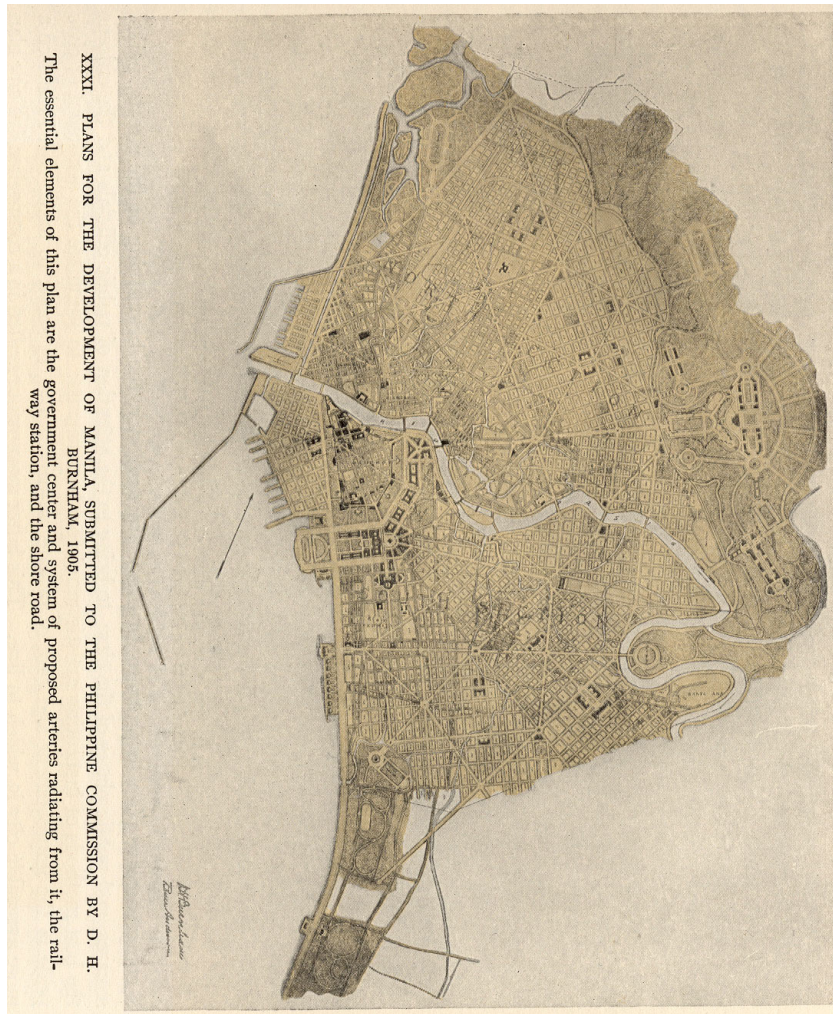 XXXI. PLANS FOR THE DEVELOPMENT OF MANILA, SUBMITTED TO THE PHILIPPINE COMMISSION BY D. H.
BURNHAM, 1905.
The essential elements of this plan are the government center and system of proposed arteries radiating from it, the rail-
way station, and the shore road.